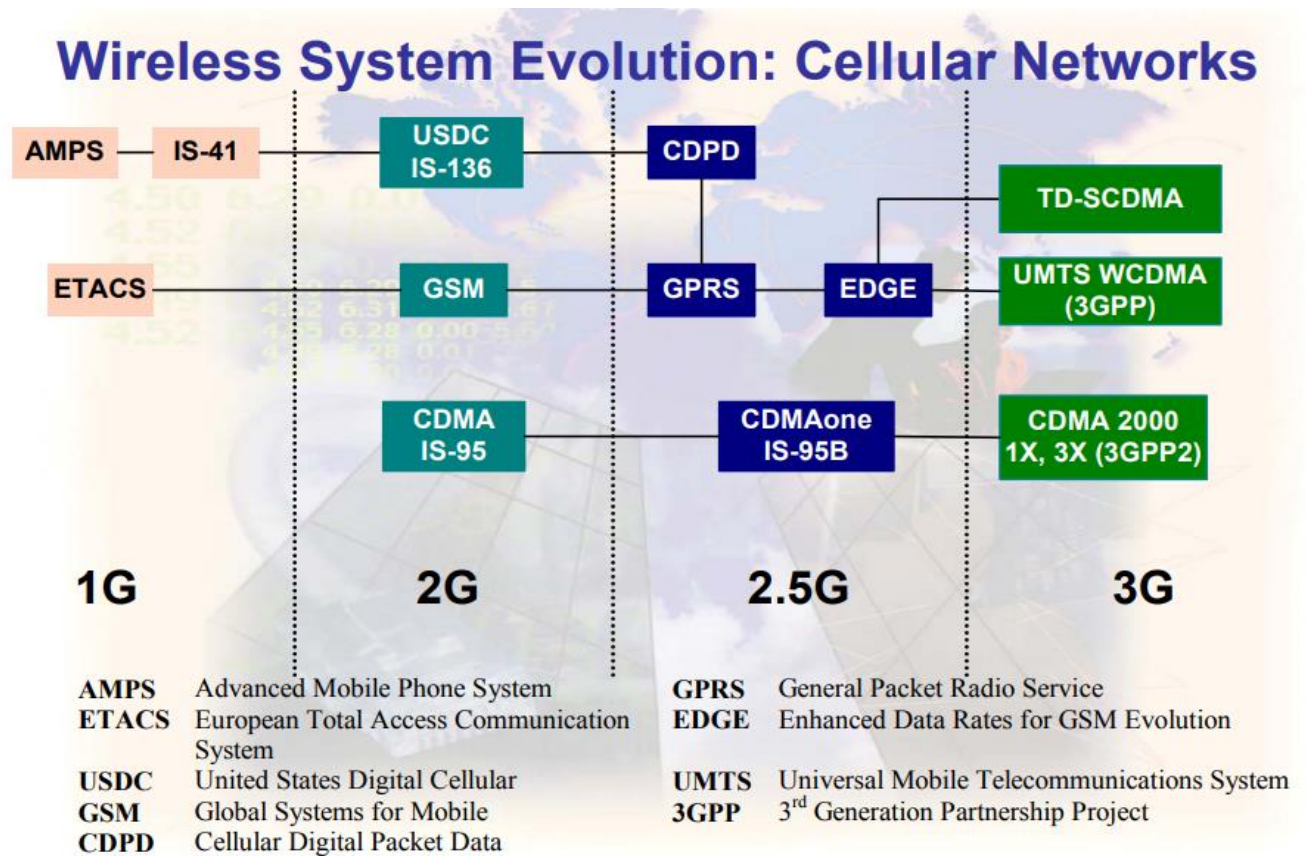 Wireless System Evolution: Cellular Networks
AMPS
IS-41
USDC
IS-136
CDPD
TD-SCDMA
ETACS
GSM
GPRS
EDGE
UMTS WCDMA
(3GPP)
CDMA
IS-95
CDMAone
IS-95B
CDMA 2000
1X, 3X (3GPP2)
1G
2G
2.5G
3G
AMPS Advanced Mobile Phone System
ETACS European Total Access Communication
System
USDC United States Digital Cellular
GSM Global Systems for Mobile
CDPD Cellular Digital Packet Data
GPRS General Packet Radio Service
EDGE Enhanced Data Rates for GSM Evolution
UMTS Universal Mobile Telecommunications System
3GPP 3rd Generation Partnership Project